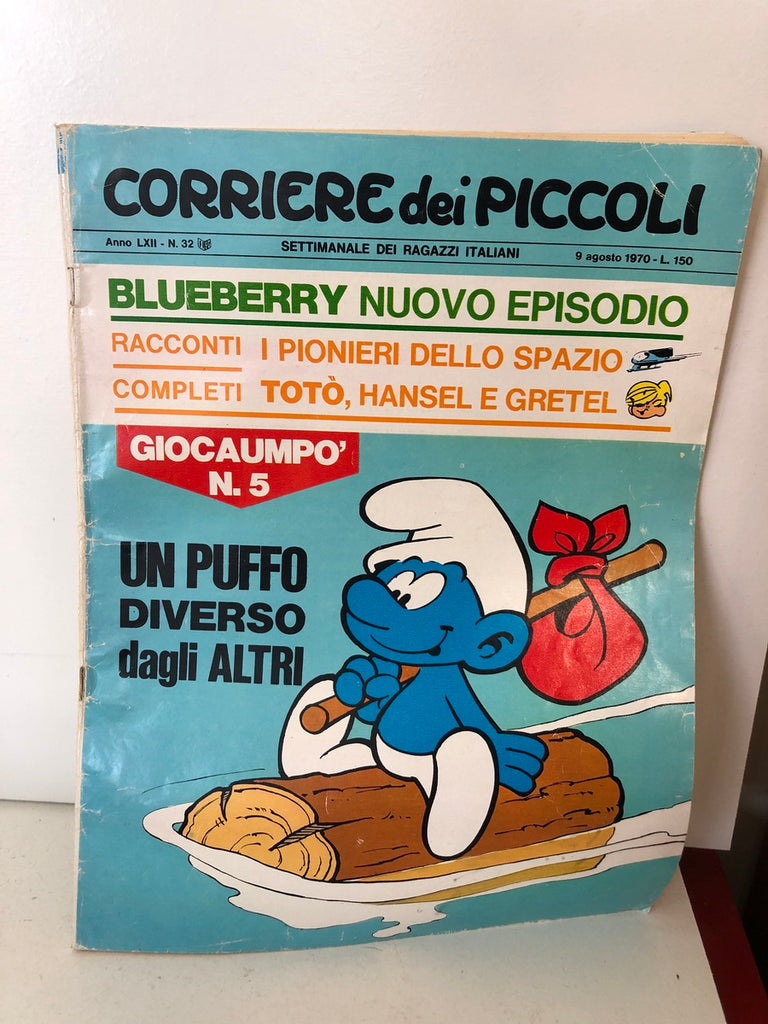 CORRIERE dei PICCOLI
Anno LXII - N. 32
SETTIMANALE DEI RAGAZZI ITALIANI
9 agosto 1970 - L. 150
BLUEBERRY NUOVO EPISODIO
RACCONTI I PIONIERI DELLO SPAZIO
COMPLETI TOTÒ, HANSEL E GRETEL
GIOCAUMPO'
N. 5
UN PUFFO
DIVERSO
dagli ALTRI